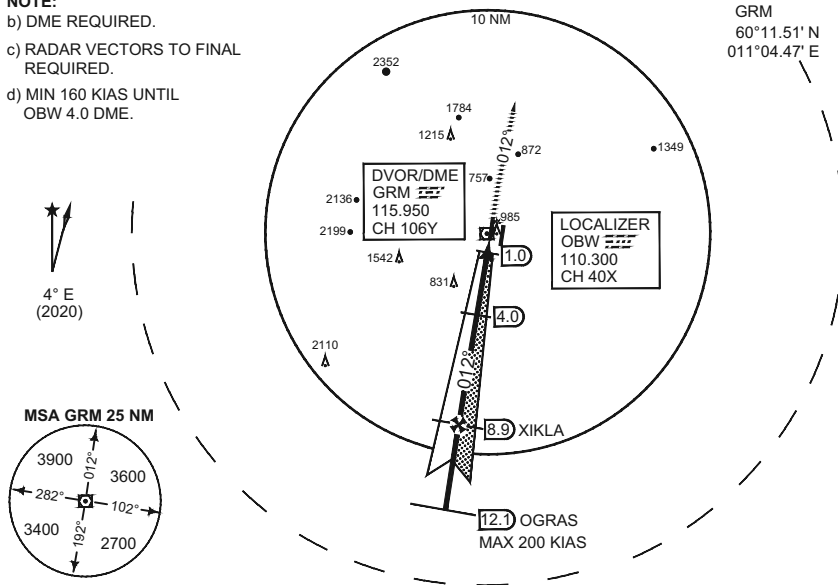 NOTE:
b) DME REQUIRED.
c) RADAR VECTORS TO FINAL
REQUIRED.
d) MIN 160 KIAS UNTIL
OBW 4.0 DME.
10 NM
GRM
60°11.51' N
011°04.47' E
2352
1784
1215
872
1349
012°
757
DVOR/DME
GRM
115.950
CH 106Y
2136
2199
985
LOCALIZER
OBW
110.300
CH 40X
1542
1.0
831
4° E
(2020)
4.0
2110
012°
8.9 XIKLA
MSA GRM 25 NM
3900
012°
3600
282°
102°
3400
192°
2700
12.1 OGRAS
MAX 200 KIAS